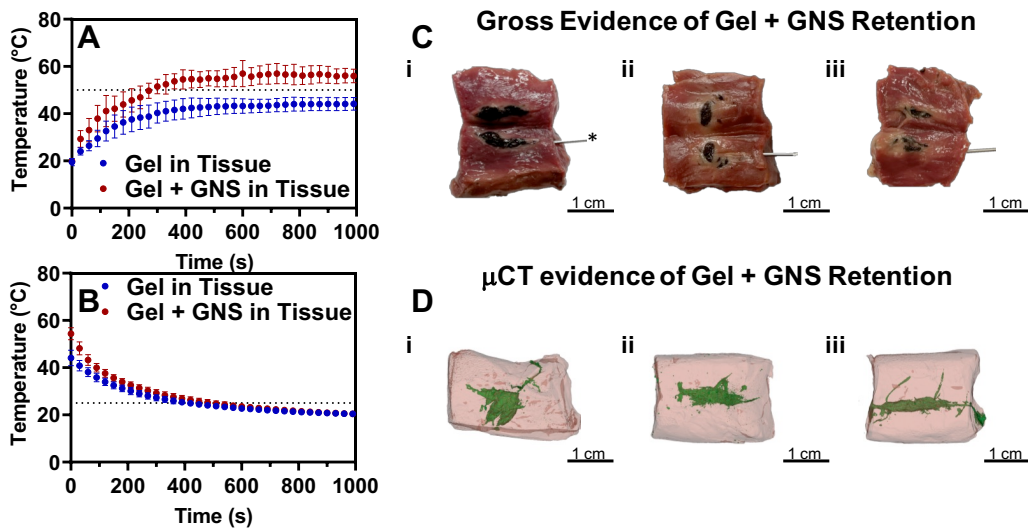 A
Temperature (°C)
80
60
40
20
0
Gel in Tissue
Gel + GNS in Tissue
0 200 400 600 800 1000
Time (s)
B
Temperature (°C)
80
60
40
20
0
Gel in Tissue
Gel + GNS in Tissue
0 200 400 600 800 1000
Time (s)
C
Gross Evidence of Gel + GNS Retention
i ii iii
*
1 cm 1 cm 1 cm
D
μCT evidence of Gel + GNS Retention
i ii iii
1 cm 1 cm 1 cm